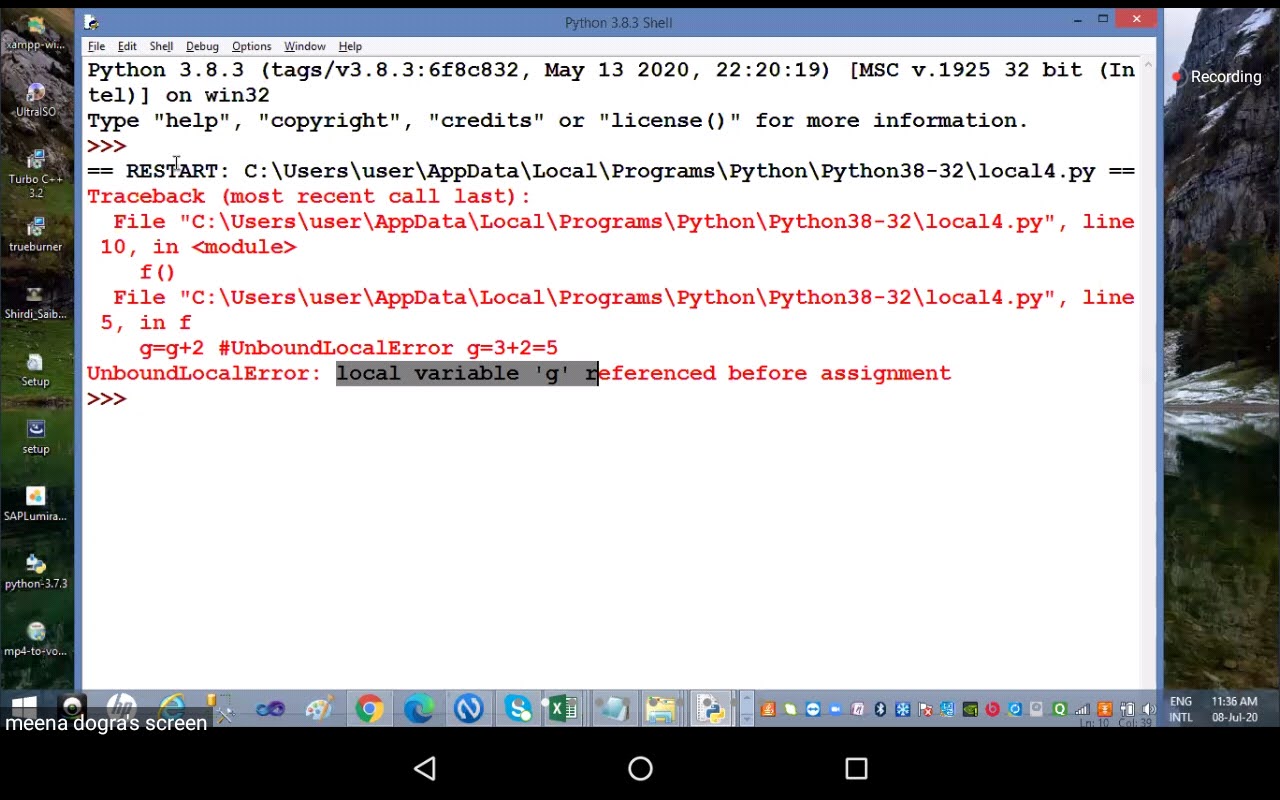 Python 3.8.3 Shell
File Edit Shell Debug Options Window Help
Python 3.8.3 (tags/v3.8.3:6f8c832, May 13 2020, 22:20:19) [MSC v.1925 32 bit (In
tel)] on win32
Type "help", "copyright", "credits" or "license()" for more information.
>>>
== RESTART: C:\Users\user\AppData\Local\Programs\Python\Python38-32\local4.py ==
Traceback (most recent call last):
File "C:\Users\user\AppData\Local\Programs\Python\Python38-32\local4.py", line
10, in <module>
f()
File "C:\Users\user\AppData\Local\Programs\Python\Python38-32\local4.py", line
5, in f
g=g+2 #UnboundLocalError g=3+2=5
UnboundLocalError: local variable 'g' referenced before assignment
>>>
Recording
xampp-wi...
UltraISO
Turbo C++
3.2
trueburner
Shirdi_Saib...
Setup
setup
SAPLumira...
python-3.7.3
mp4-to-vo...
meena dogra's screen
Ln: 10 Col: 39
ENG
INTL
11:36 AM
08-Jul-20